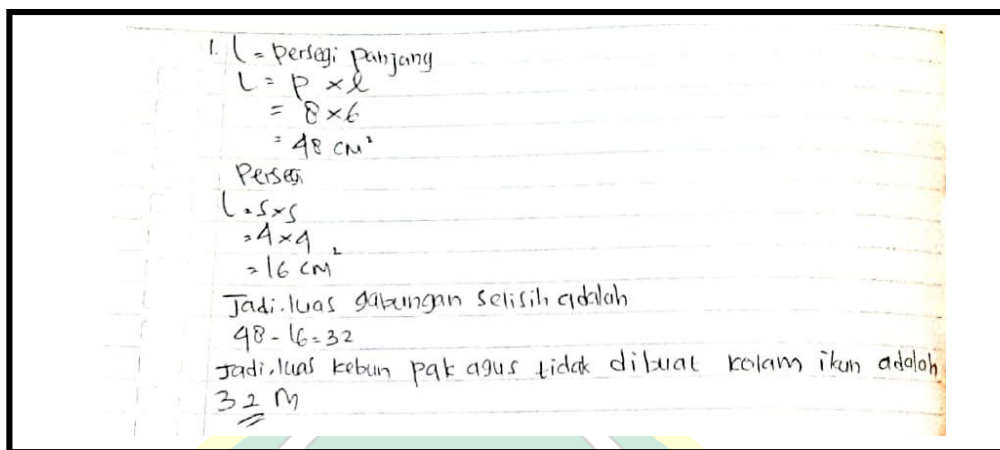 1. L = Persegi panjang
L = P x l
= 8 x 6
= 48 cm²
Persegi
L = s x s
= 4 x 4
= 16 cm²
Jadi. luas gabungan selisih adalah
48 - 16 = 32
Jadi. luas kebun pak agus tidak dibuat kolam ikan adalah
32 M